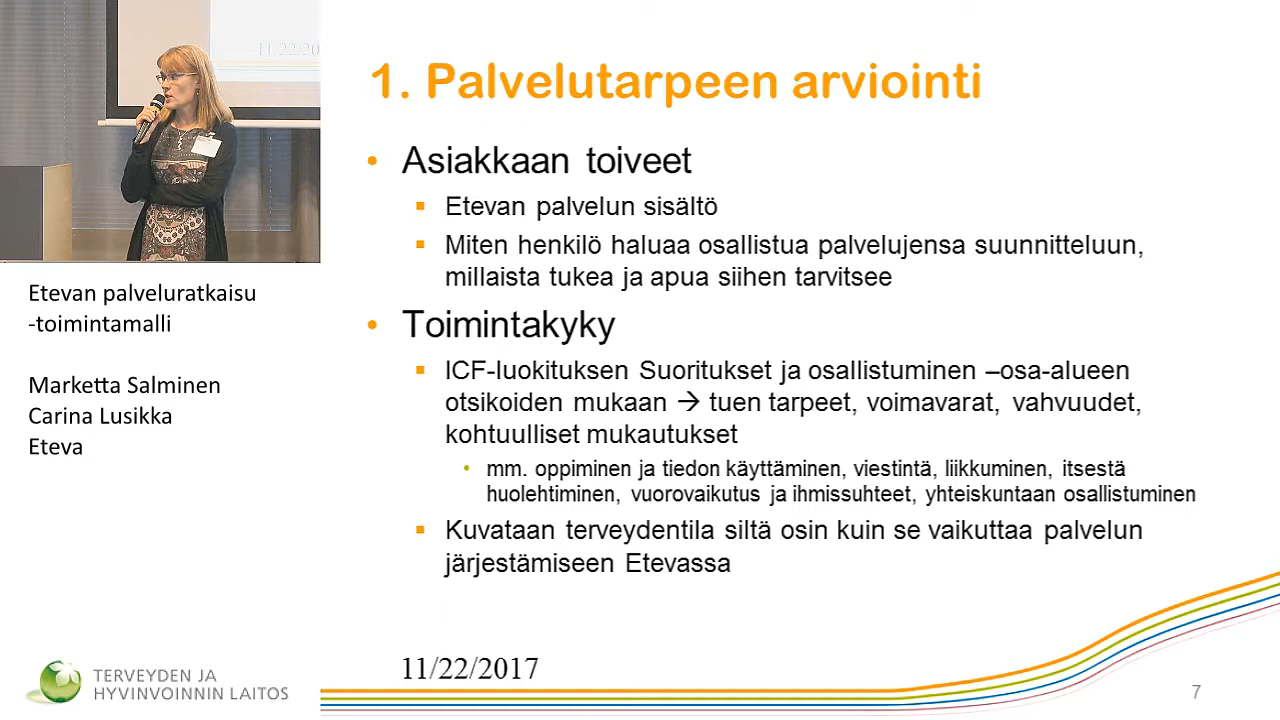 11/22/20
Etevan palveluratkaisu
-toimintamalli
Marketta Salminen
Carina Lusikka
Eteva
1. Palvelutarpeen arviointi
• Asiakkaan toiveet
▪ Etevan palvelun sisältö
▪ Miten henkilö haluaa osallistua palvelujensa suunnitteluun,
millaista tukea ja apua siihen tarvitsee
• Toimintakyky
▪ ICF-luokituksen Suoritukset ja osallistuminen –osa-alueen
otsikoiden mukaan → tuen tarpeet, voimavarat, vahvuudet,
kohtuulliset mukautukset
• mm. oppiminen ja tiedon käyttäminen, viestintä, liikkuminen, itsestä
huolehtiminen, vuorovaikutus ja ihmissuhteet, yhteiskuntaan osallistuminen
▪ Kuvataan terveydentila siltä osin kuin se vaikuttaa palvelun
järjestämiseen Etevassa
TERVEYDEN JA
HYVINVOINNIN LAITOS
11/22/2017
7